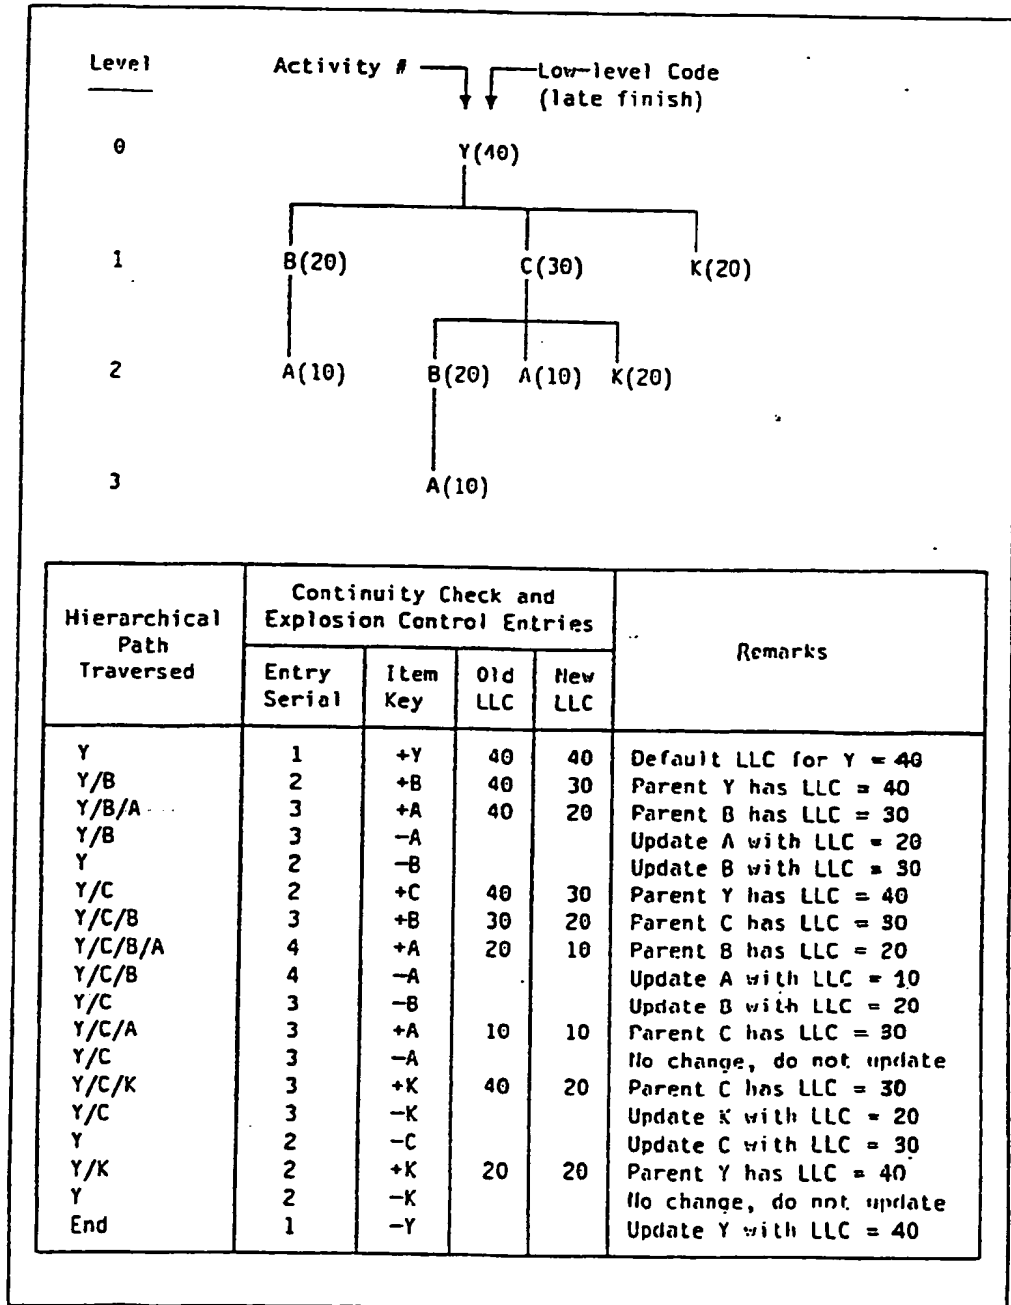 Level Activity # Low-level Code
(late finish)
0 Y(40)
1 B(20) C(30) K(20)
2 A(10) B(20) A(10) K(20)
3 A(10)
Hierarchical Path Traversed
Continuity Check and Explosion Control Entries
Remarks
Entry Serial
Item Key
Old LLC
New LLC
Y 1 +Y 40 40 Default LLC for Y = 40
Y/B 2 +B 40 30 Parent Y has LLC = 40
Y/B/A 3 +A 40 20 Parent B has LLC = 30
Y/B 3 −A Update A with LLC = 20
Y 2 −B Update B with LLC = 30
Y/C 2 +C 40 30 Parent Y has LLC = 40
Y/C/B 3 +B 30 20 Parent C has LLC = 30
Y/C/B/A 4 +A 20 10 Parent B has LLC = 20
Y/C/B 4 −A Update A with LLC = 10
Y/C 3 −B Update B with LLC = 20
Y/C/A 3 +A 10 10 Parent C has LLC = 30
Y/C 3 −A No change, do not update
Y/C/K 3 +K 40 20 Parent C has LLC = 30
Y/C 3 −K Update K with LLC = 20
Y 2 −C Update C with LLC = 30
Y/K 2 +K 20 20 Parent Y has LLC = 40
Y 2 −K No change, do not update
End 1 −Y Update Y with LLC = 40